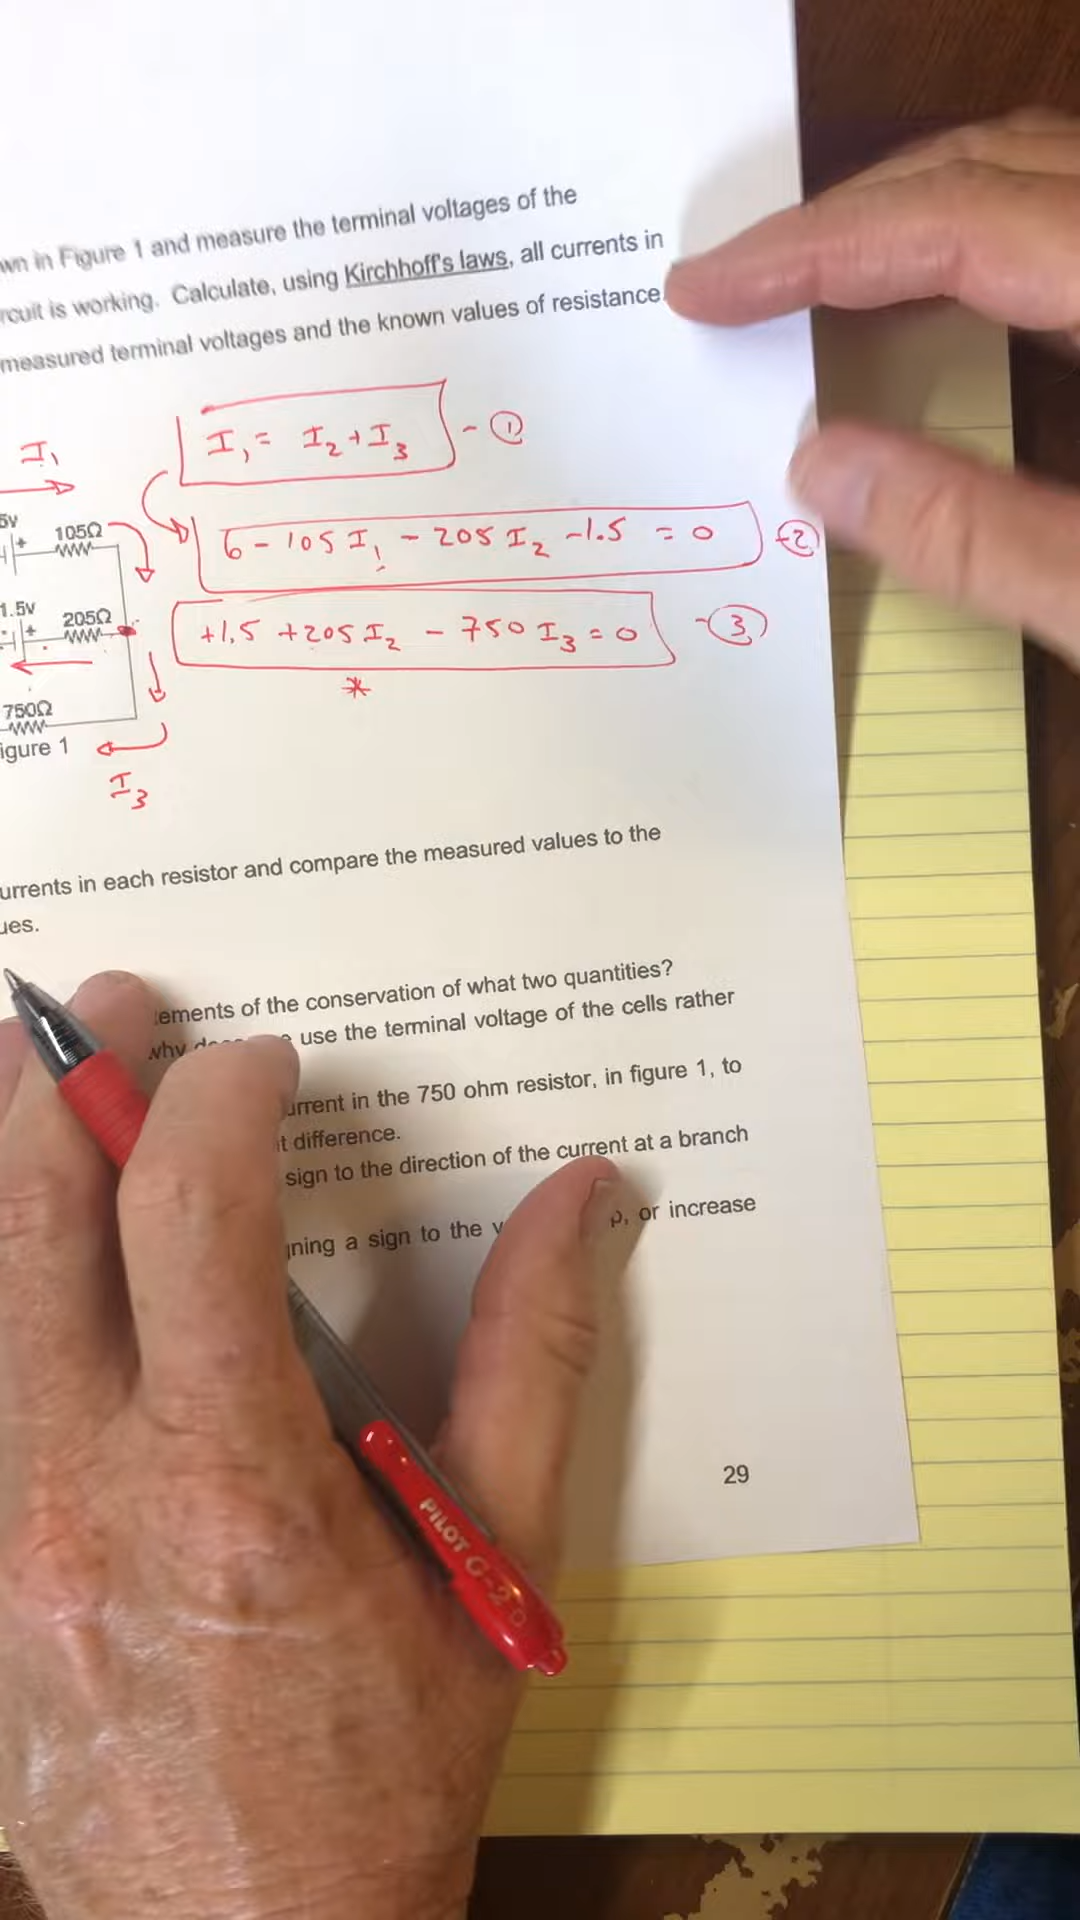 wn in Figure 1 and measure the terminal voltages of the
rcuit is working. Calculate, using Kirchhoff's laws, all currents in
measured terminal voltages and the known values of resistance.
I₁ = I₂ + I₃ - ①
I₁
6 - 105 I₁ - 205 I₂ - 1.5 = 0 - ②
5v
+
105Ω
+1.5 + 205 I₂ - 750 I₃ = 0 - ③
1.5v
+
205Ω
*
750Ω
igure 1
I₃
urrents in each resistor and compare the measured values to the
ues.
ements of the conservation of what two quantities?
why use the terminal voltage of the cells rather
urrent in the 750 ohm resistor, in figure 1, to
t difference.
sign to the direction of the current at a branch
gning a sign to the v p, or increase
29
PILOT G-2